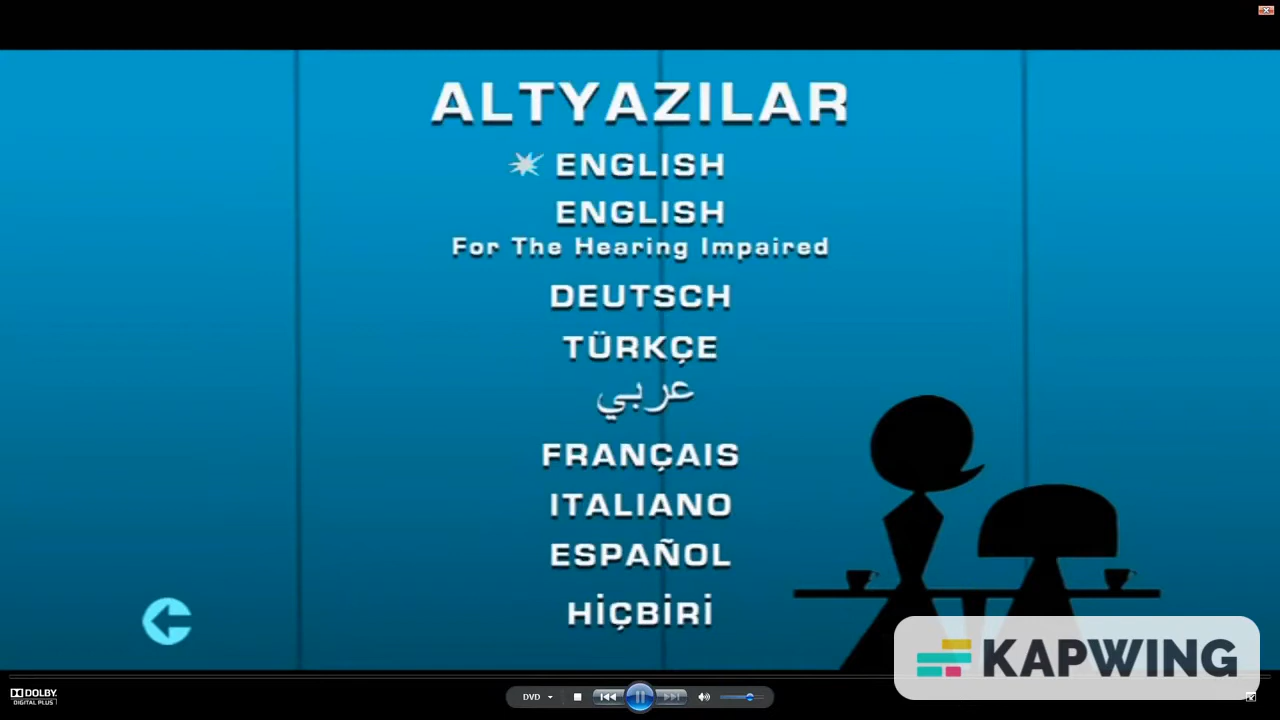 ALTYAZILAR
ENGLISH
ENGLISH
For The Hearing Impaired
DEUTSCH
TÜRKÇE
عربي
FRANÇAIS
ITALIANO
ESPAÑOL
HİÇBİRİ
KAPWING
DOLBY
DIGITAL PLUS
DVD